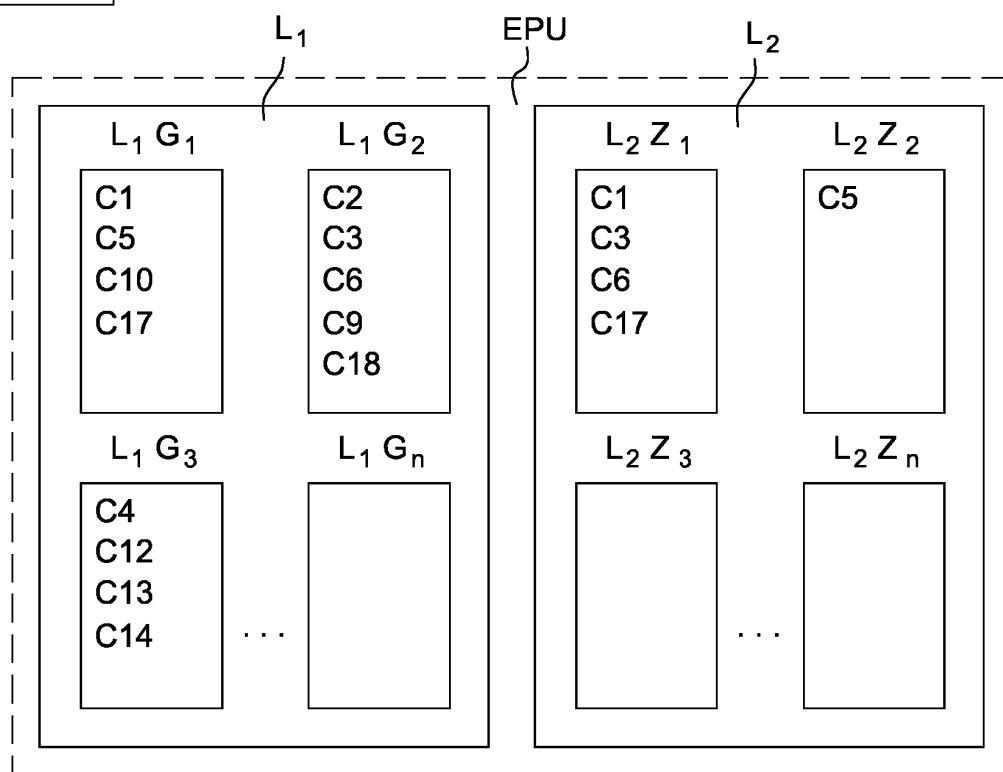 L₁ EPU L₂
L₁ G₁ L₁ G₂ L₂ Z₁ L₂ Z₂
C1 C2 C1 C5
C5 C3 C3
C10 C6 C6
C17 C9 C17
C18
L₁ G₃ L₁ Gₙ L₂ Z₃ L₂ Zₙ
C4
C12
C13
C14 ... ...